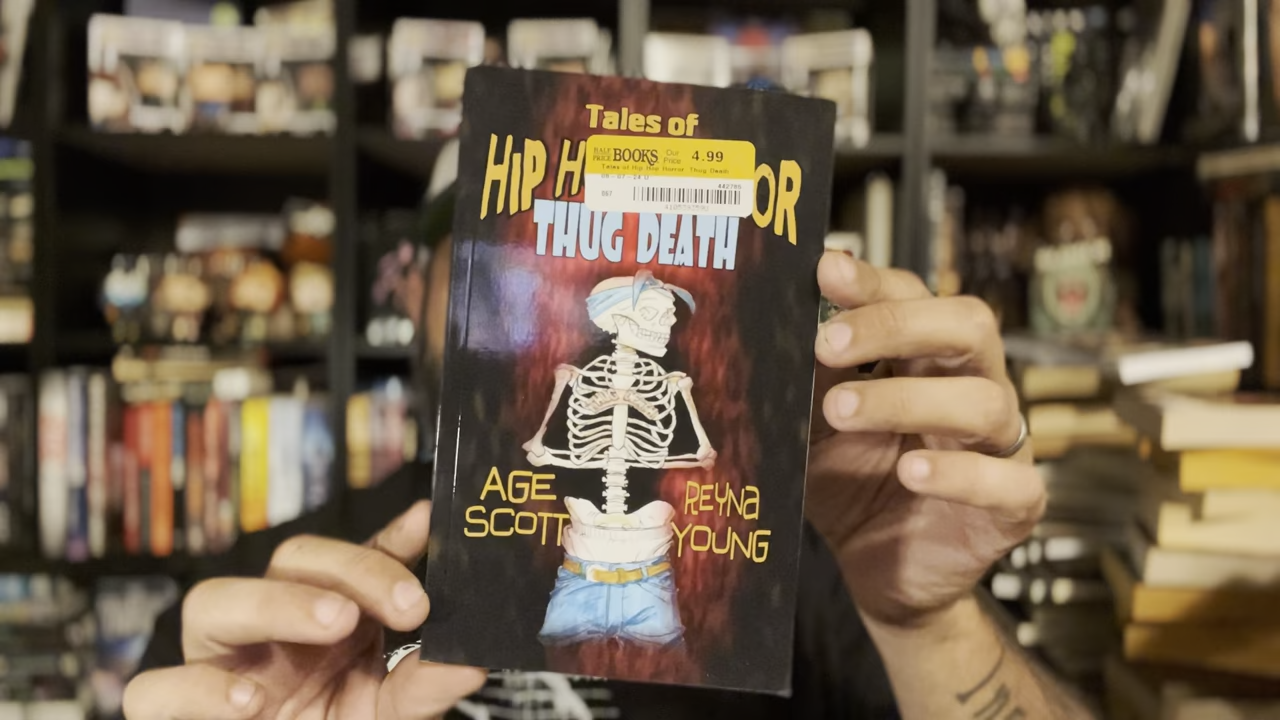 Tales of
HIP H OR
HALF PRICE BOOKS Our Price 4.99
Tales of Hip Hop Horror: Thug Death
442785
THUG DEATH
AGE SCOTT
REYNA YOUNG